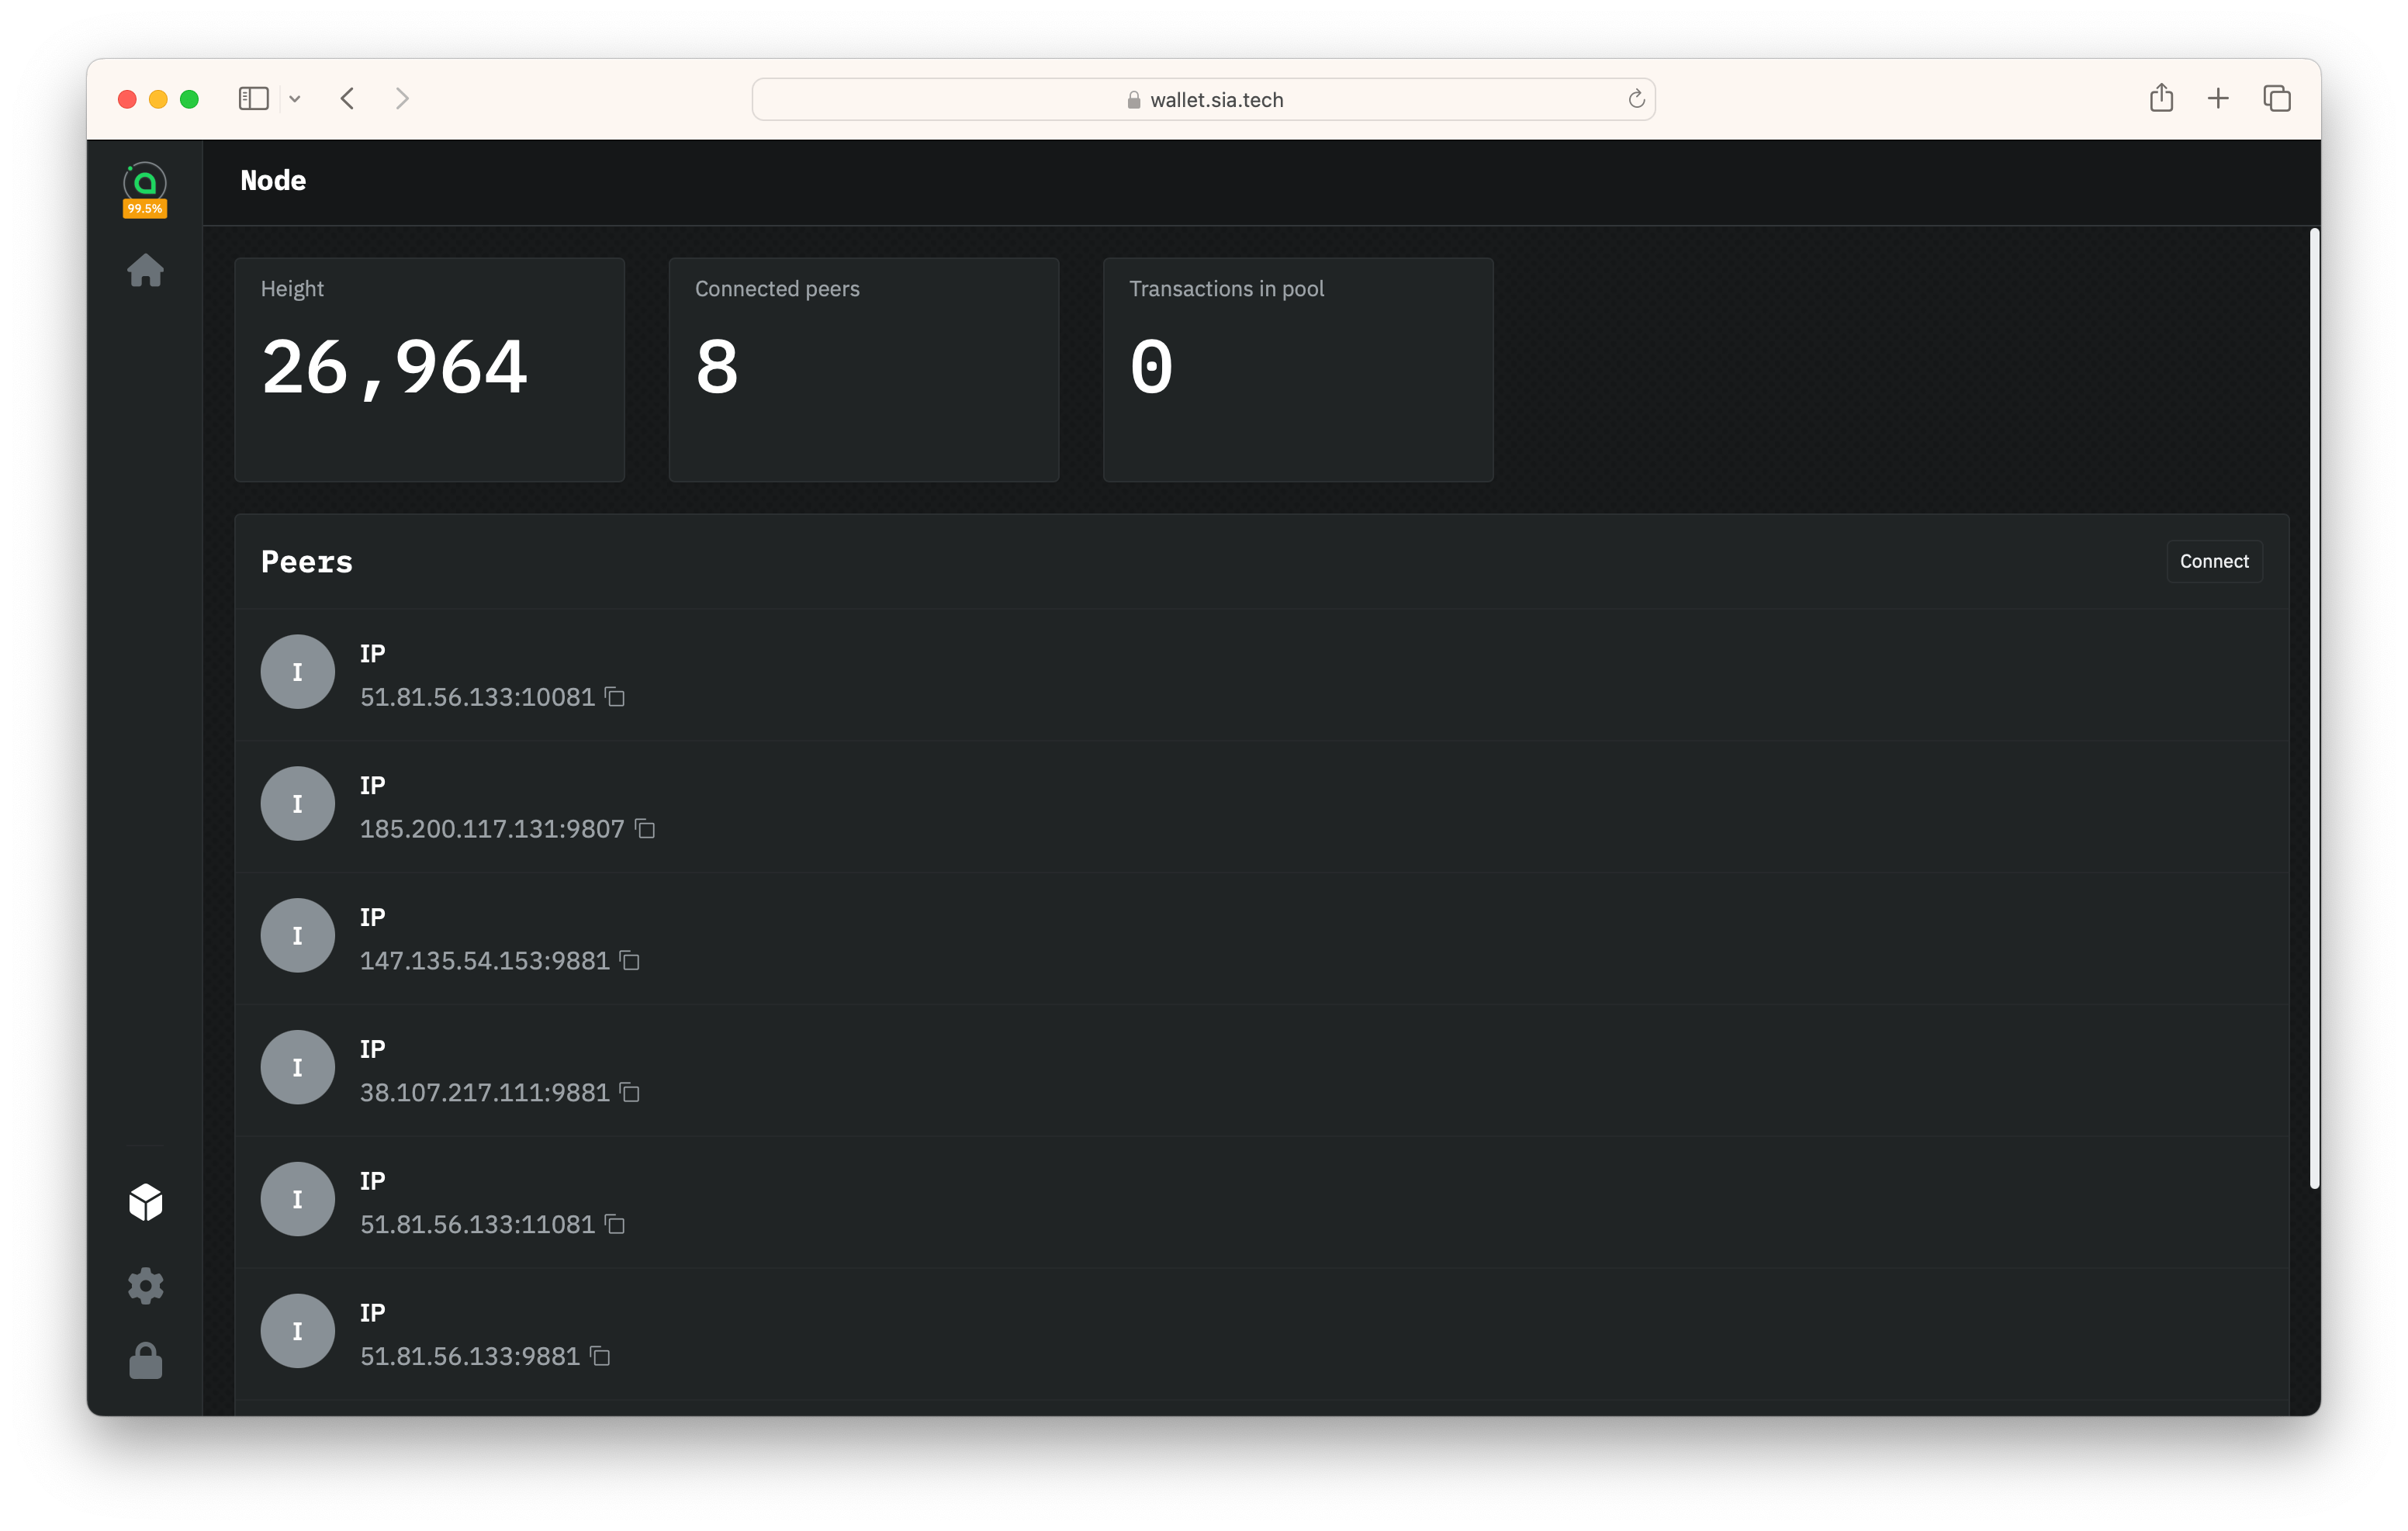 wallet.sia.tech
99.5%
Node
Height
26,964
Connected peers
8
Transactions in pool
0
Peers
Connect
I
IP
51.81.56.133:10081
I
IP
185.200.117.131:9807
I
IP
147.135.54.153:9881
I
IP
38.107.217.111:9881
I
IP
51.81.56.133:11081
I
IP
51.81.56.133:9881